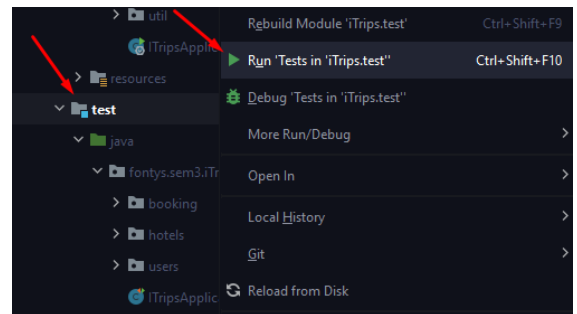 util
ITripsApplic
resources
test
java
fontys.sem3.iTr
booking
hotels
users
ITripsApplic
Rebuild Module 'iTrips.test' Ctrl+Shift+F9
Run 'Tests in 'iTrips.test'' Ctrl+Shift+F10
Debug 'Tests in 'iTrips.test''
More Run/Debug
Open In
Local History
Git
Reload from Disk